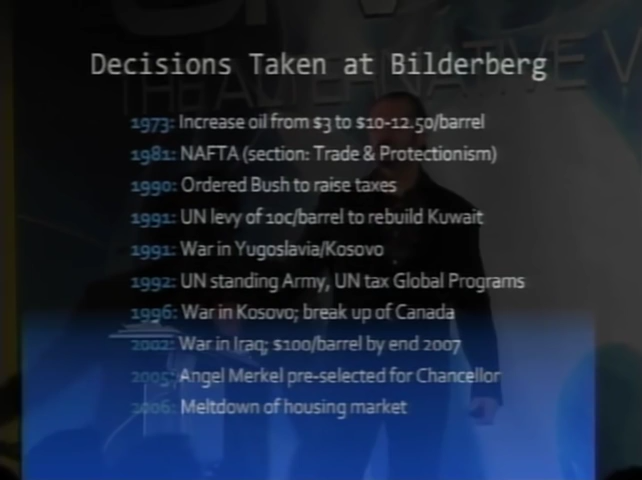 THE ALTERNATIVE V
Decisions Taken at Bilderberg
1973: Increase oil from $3 to $10-12.50/barrel
1981: NAFTA (section: Trade & Protectionism)
1990: Ordered Bush to raise taxes
1991: UN levy of 10c/barrel to rebuild Kuwait
1991: War in Yugoslavia/Kosovo
1992: UN standing Army, UN tax Global Programs
1996: War in Kosovo; break up of Canada
2002: War in Iraq; $100/barrel by end 2007
2005: Angel Merkel pre-selected for Chancellor
2006: Meltdown of housing market